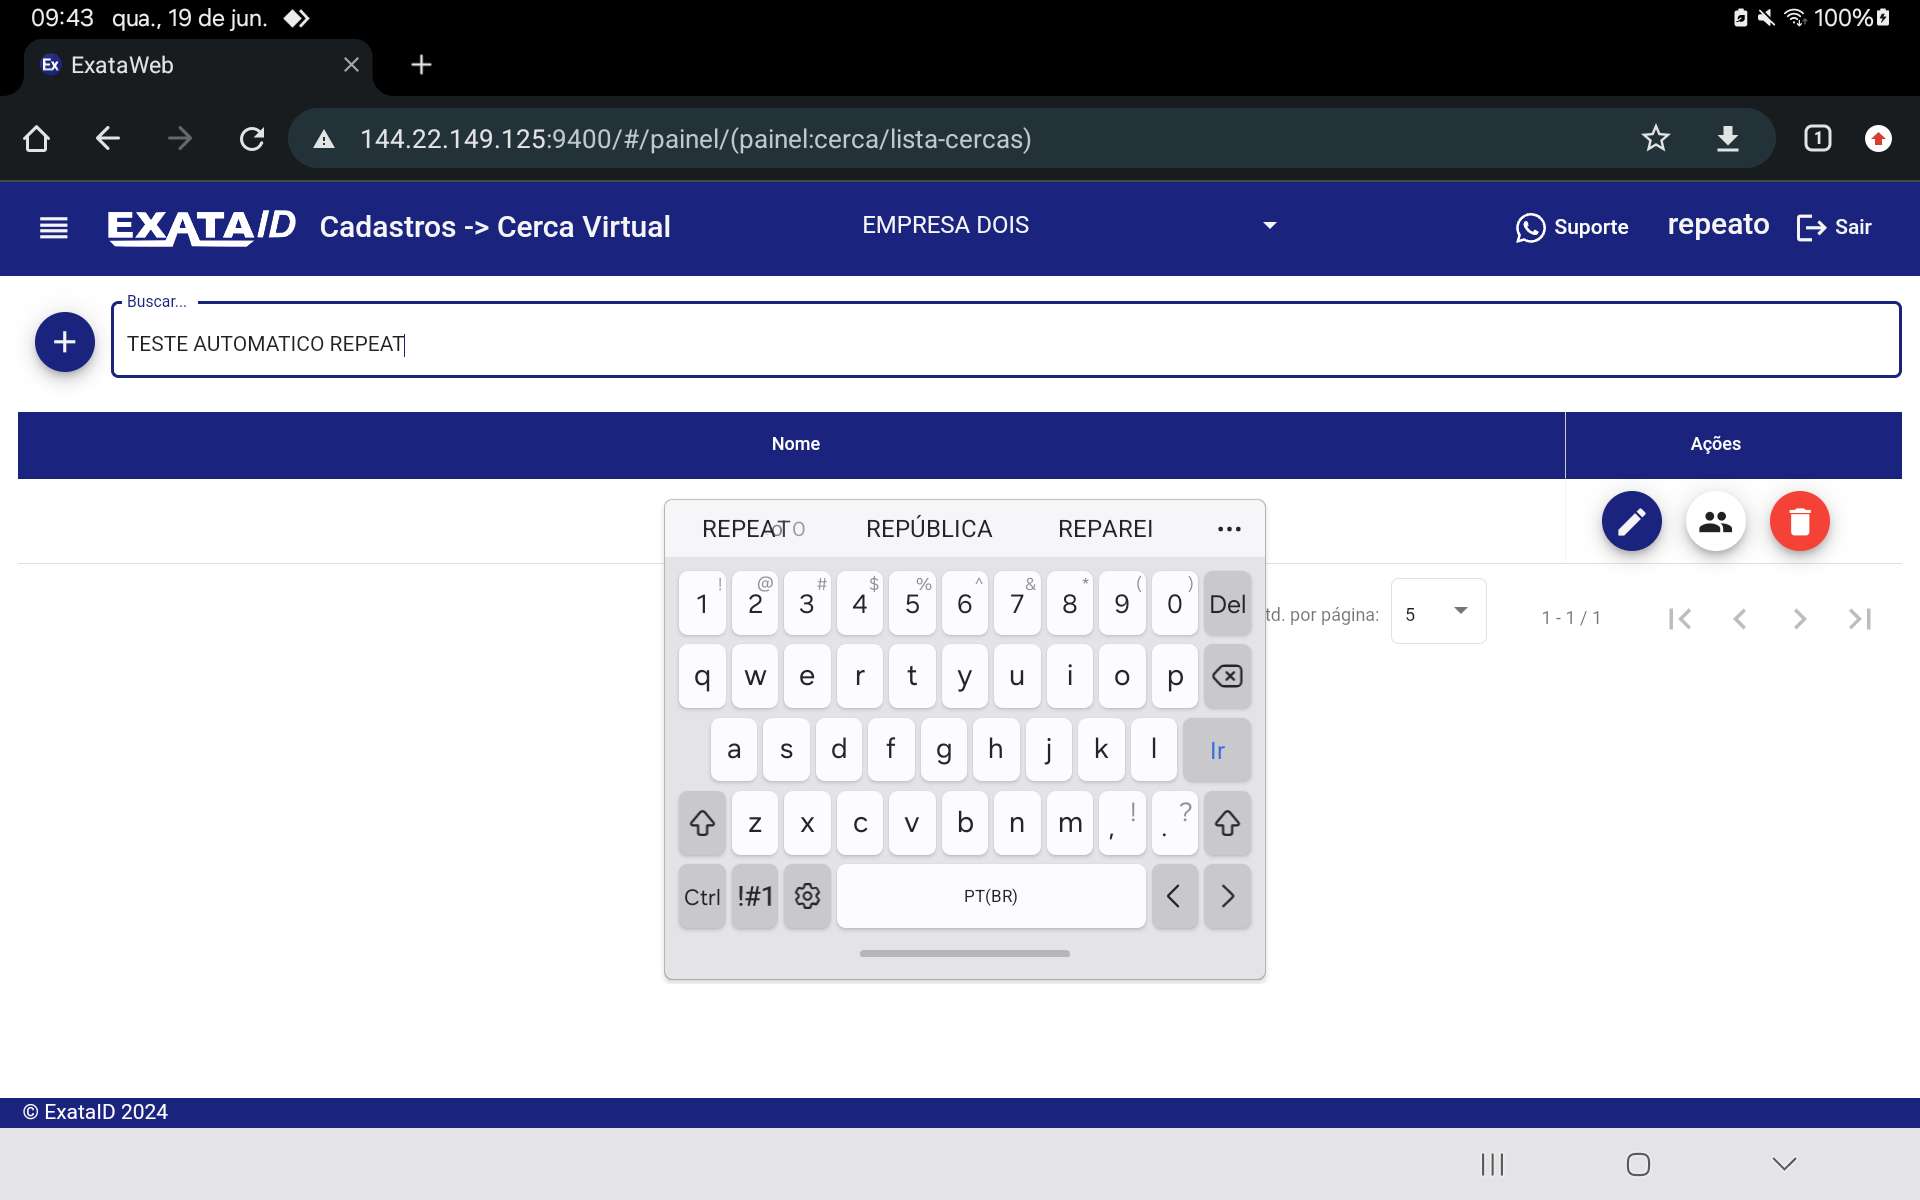 09:43 qua., 19 de jun. 100%
Ex ExataWeb
144.22.149.125:9400/#/painel/(painel:cerca/lista-cercas) 1
EXATA/ID Cadastros -> Cerca Virtual EMPRESA DOIS Suporte repeato Sair
Buscar...
TESTE AUTOMATICO REPEAT
Nome Ações
REPEAT REPÚBLICA REPAREI ...
! @ # $ % ^ & * ( )
1 2 3 4 5 6 7 8 9 0 Del
td. por página: 5 1 - 1 / 1
q w e r t y u i o p
a s d f g h j k l Ir
z x c v b n m , ! . ?
Ctrl !#1 PT(BR) < >
© ExataID 2024